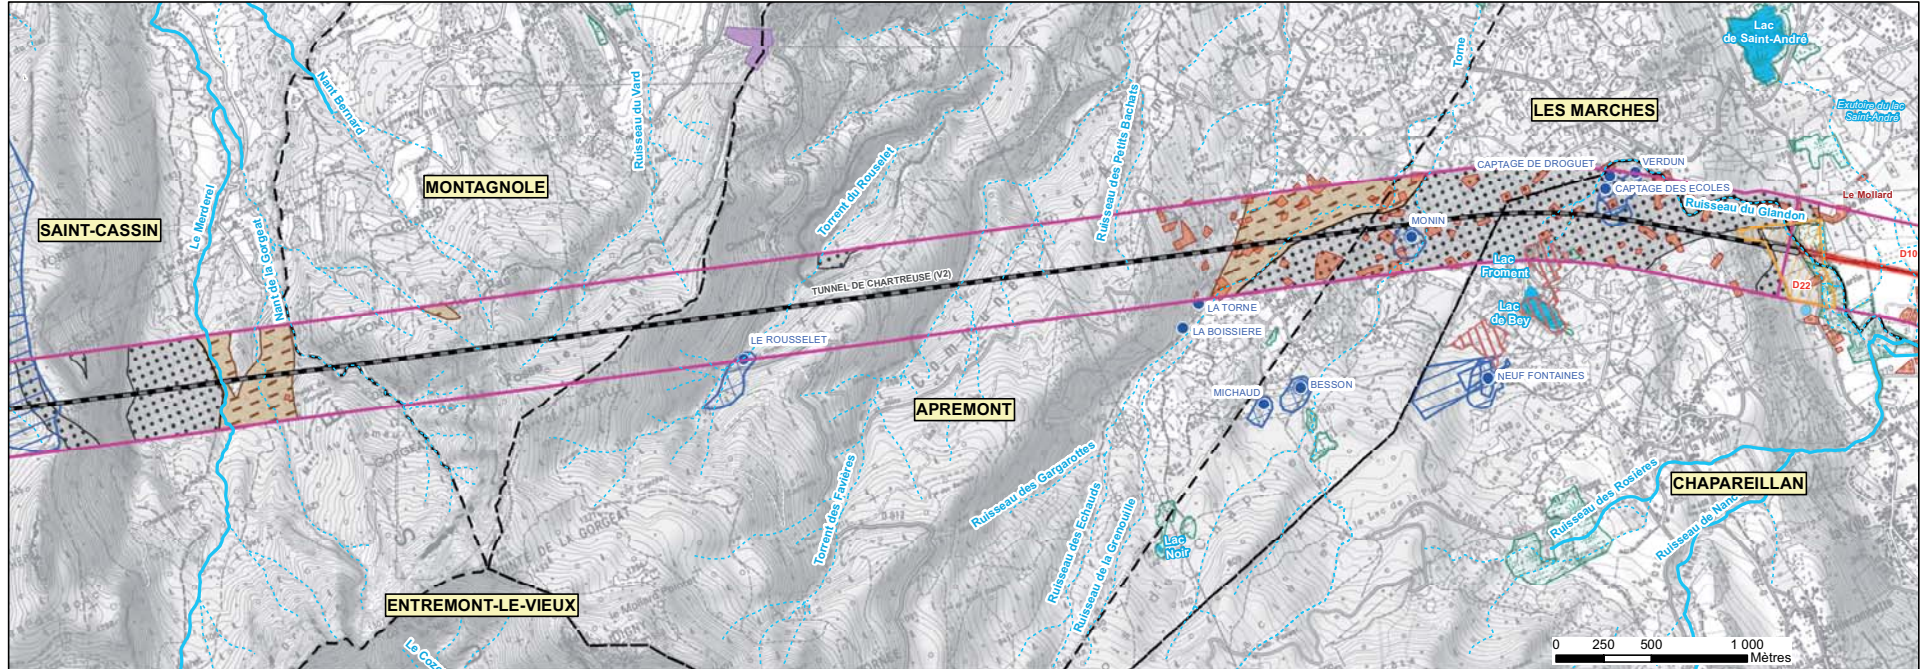 Lac
de Saint-André
Torne
Nant Bernard
Ruisseau du Vard
Ruisseau des Petits Bachats
LES MARCHES
Exutoire du lac
Saint-André
Torrent du Rouselet
CAPTAGE DE DROGUET
VERDUN
MONTAGNOLE
CAPTAGE DES ECOLES
Le Mollard
Le Merderel
Ruisseau du Glandon
SAINT-CASSIN
MONIN
Nant de la Gorgeat
D10
Lac
Froment
TUNNEL DE CHARTREUSE (V2)
D22
LA TORNE
Lac
de Bey
LA BOISSIERE
LE ROUSSELET
NEUF FONTAINES
BESSON
MICHAUD
APREMONT
Ruisseau des Gargarottes
Torrent des Favières
Ruisseau des Rosières
CHAPAREILLAN
Ruisseau des Echauds
Ruisseau de la Grenouille
Lac
Noir
Ruisseau de Nanc
ENTREMONT-LE-VIEUX
Le Coze
0 250 500 1 000
Mètres